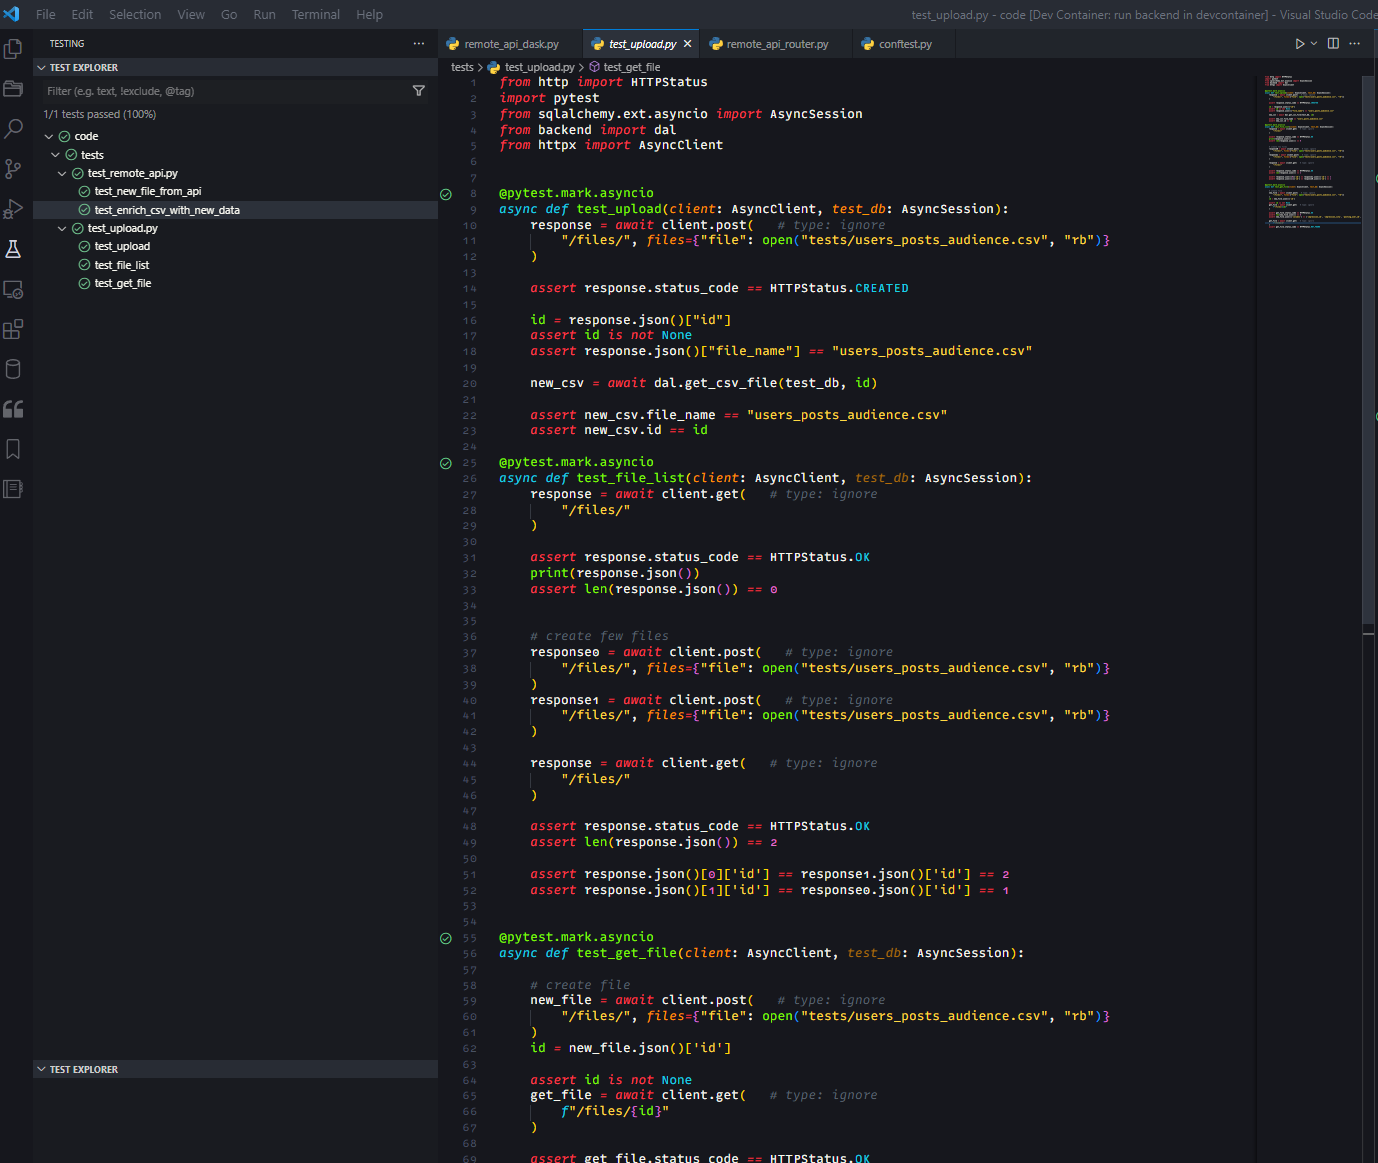 File Edit Selection View Go Run Terminal Help
test_upload.py - code [Dev Container: run backend in devcontainer] - Visual Studio Code
TESTING
TEST EXPLORER
Filter (e.g. text, !exclude, @tag)
1/1 tests passed (100%)
code
tests
test_remote_api.py
test_new_file_from_api
test_enrich_csv_with_new_data
test_upload.py
test_upload
test_file_list
test_get_file
TEST EXPLORER
remote_api_dask.py test_upload.py remote_api_router.py conftest.py
tests > test_upload.py > test_get_file
1 from http import HTTPStatus
2 import pytest
3 from sqlalchemy.ext.asyncio import AsyncSession
4 from backend import dal
5 from httpx import AsyncClient
6
7
8 @pytest.mark.asyncio
9 async def test_upload(client: AsyncClient, test_db: AsyncSession):
10 response = await client.post( # type: ignore
11 "/files/", files={"file": open("tests/users_posts_audience.csv", "rb")}
12 )
13
14 assert response.status_code == HTTPStatus.CREATED
15
16 id = response.json()["id"]
17 assert id is not None
18 assert response.json()["file_name"] == "users_posts_audience.csv"
19
20 new_csv = await dal.get_csv_file(test_db, id)
21
22 assert new_csv.file_name == "users_posts_audience.csv"
23 assert new_csv.id == id
24
25 @pytest.mark.asyncio
26 async def test_file_list(client: AsyncClient, test_db: AsyncSession):
27 response = await client.get( # type: ignore
28 "/files/"
29 )
30
31 assert response.status_code == HTTPStatus.OK
32 print(response.json())
33 assert len(response.json()) == 0
34
35
36 # create few files
37 response0 = await client.post( # type: ignore
38 "/files/", files={"file": open("tests/users_posts_audience.csv", "rb")}
39 )
40 response1 = await client.post( # type: ignore
41 "/files/", files={"file": open("tests/users_posts_audience.csv", "rb")}
42 )
43
44 response = await client.get( # type: ignore
45 "/files/"
46 )
47
48 assert response.status_code == HTTPStatus.OK
49 assert len(response.json()) == 2
50
51 assert response.json()[0]['id'] == response1.json()['id'] == 2
52 assert response.json()[1]['id'] == response0.json()['id'] == 1
53
54
55 @pytest.mark.asyncio
56 async def test_get_file(client: AsyncClient, test_db: AsyncSession):
57
58 # create file
59 new_file = await client.post( # type: ignore
60 "/files/", files={"file": open("tests/users_posts_audience.csv", "rb")}
61 )
62 id = new_file.json()['id']
63
64 assert id is not None
65 get_file = await client.get( # type: ignore
66 f"/files/{id}"
67 )
68
69 assert get_file.status_code == HTTPStatus.OK